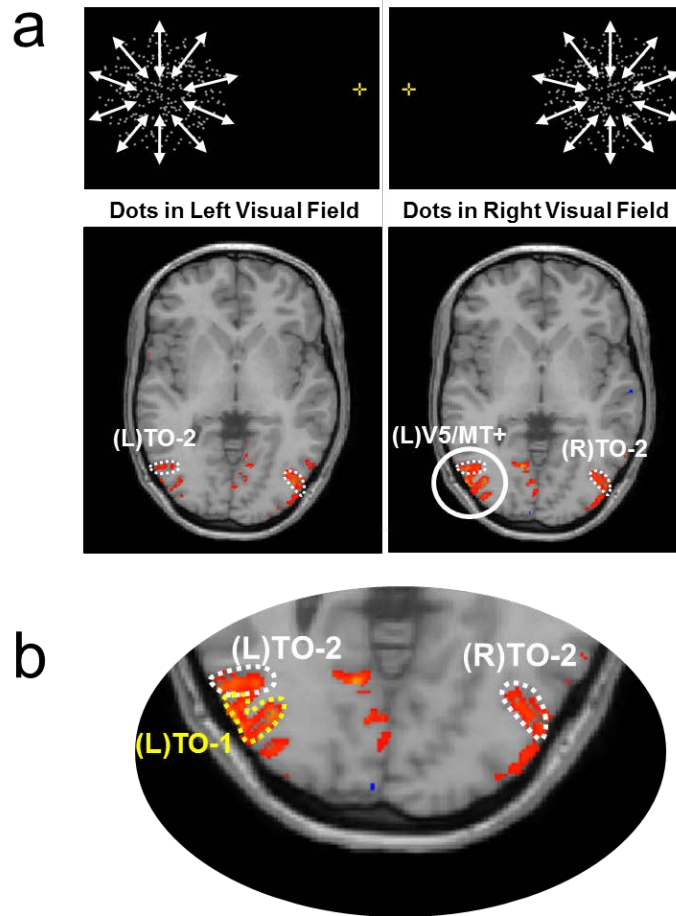 a
Dots in Left Visual Field
Dots in Right Visual Field
(L)TO-2
(L)V5/MT+
(R)TO-2
b
(L)TO-2
(R)TO-2
(L)TO-1